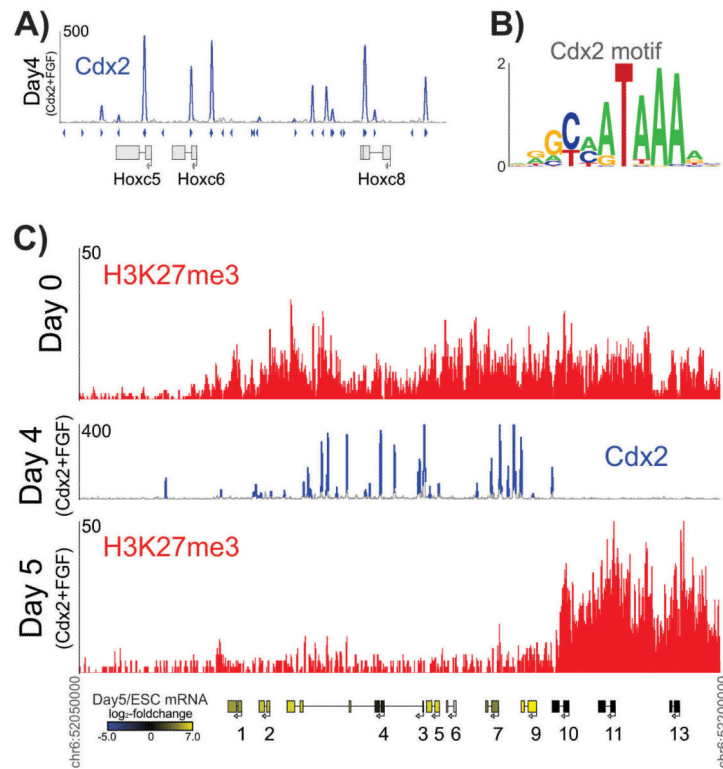 A)
500
Cdx2
Day4
(Cdx2+FGF)
Hoxc5 Hoxc6 Hoxc8
B)
Cdx2 motif
2
0
C)
50
H3K27me3
Day 0
400
Cdx2
Day 4
(Cdx2+FGF)
50
H3K27me3
Day 5
(Cdx2+FGF)
Day5/ESC mRNA
log₂-foldchange
-5.0 0 7.0
1 2 4 3 5 6 7 9 10 11 13
chr6:52050000
chr6:52200000